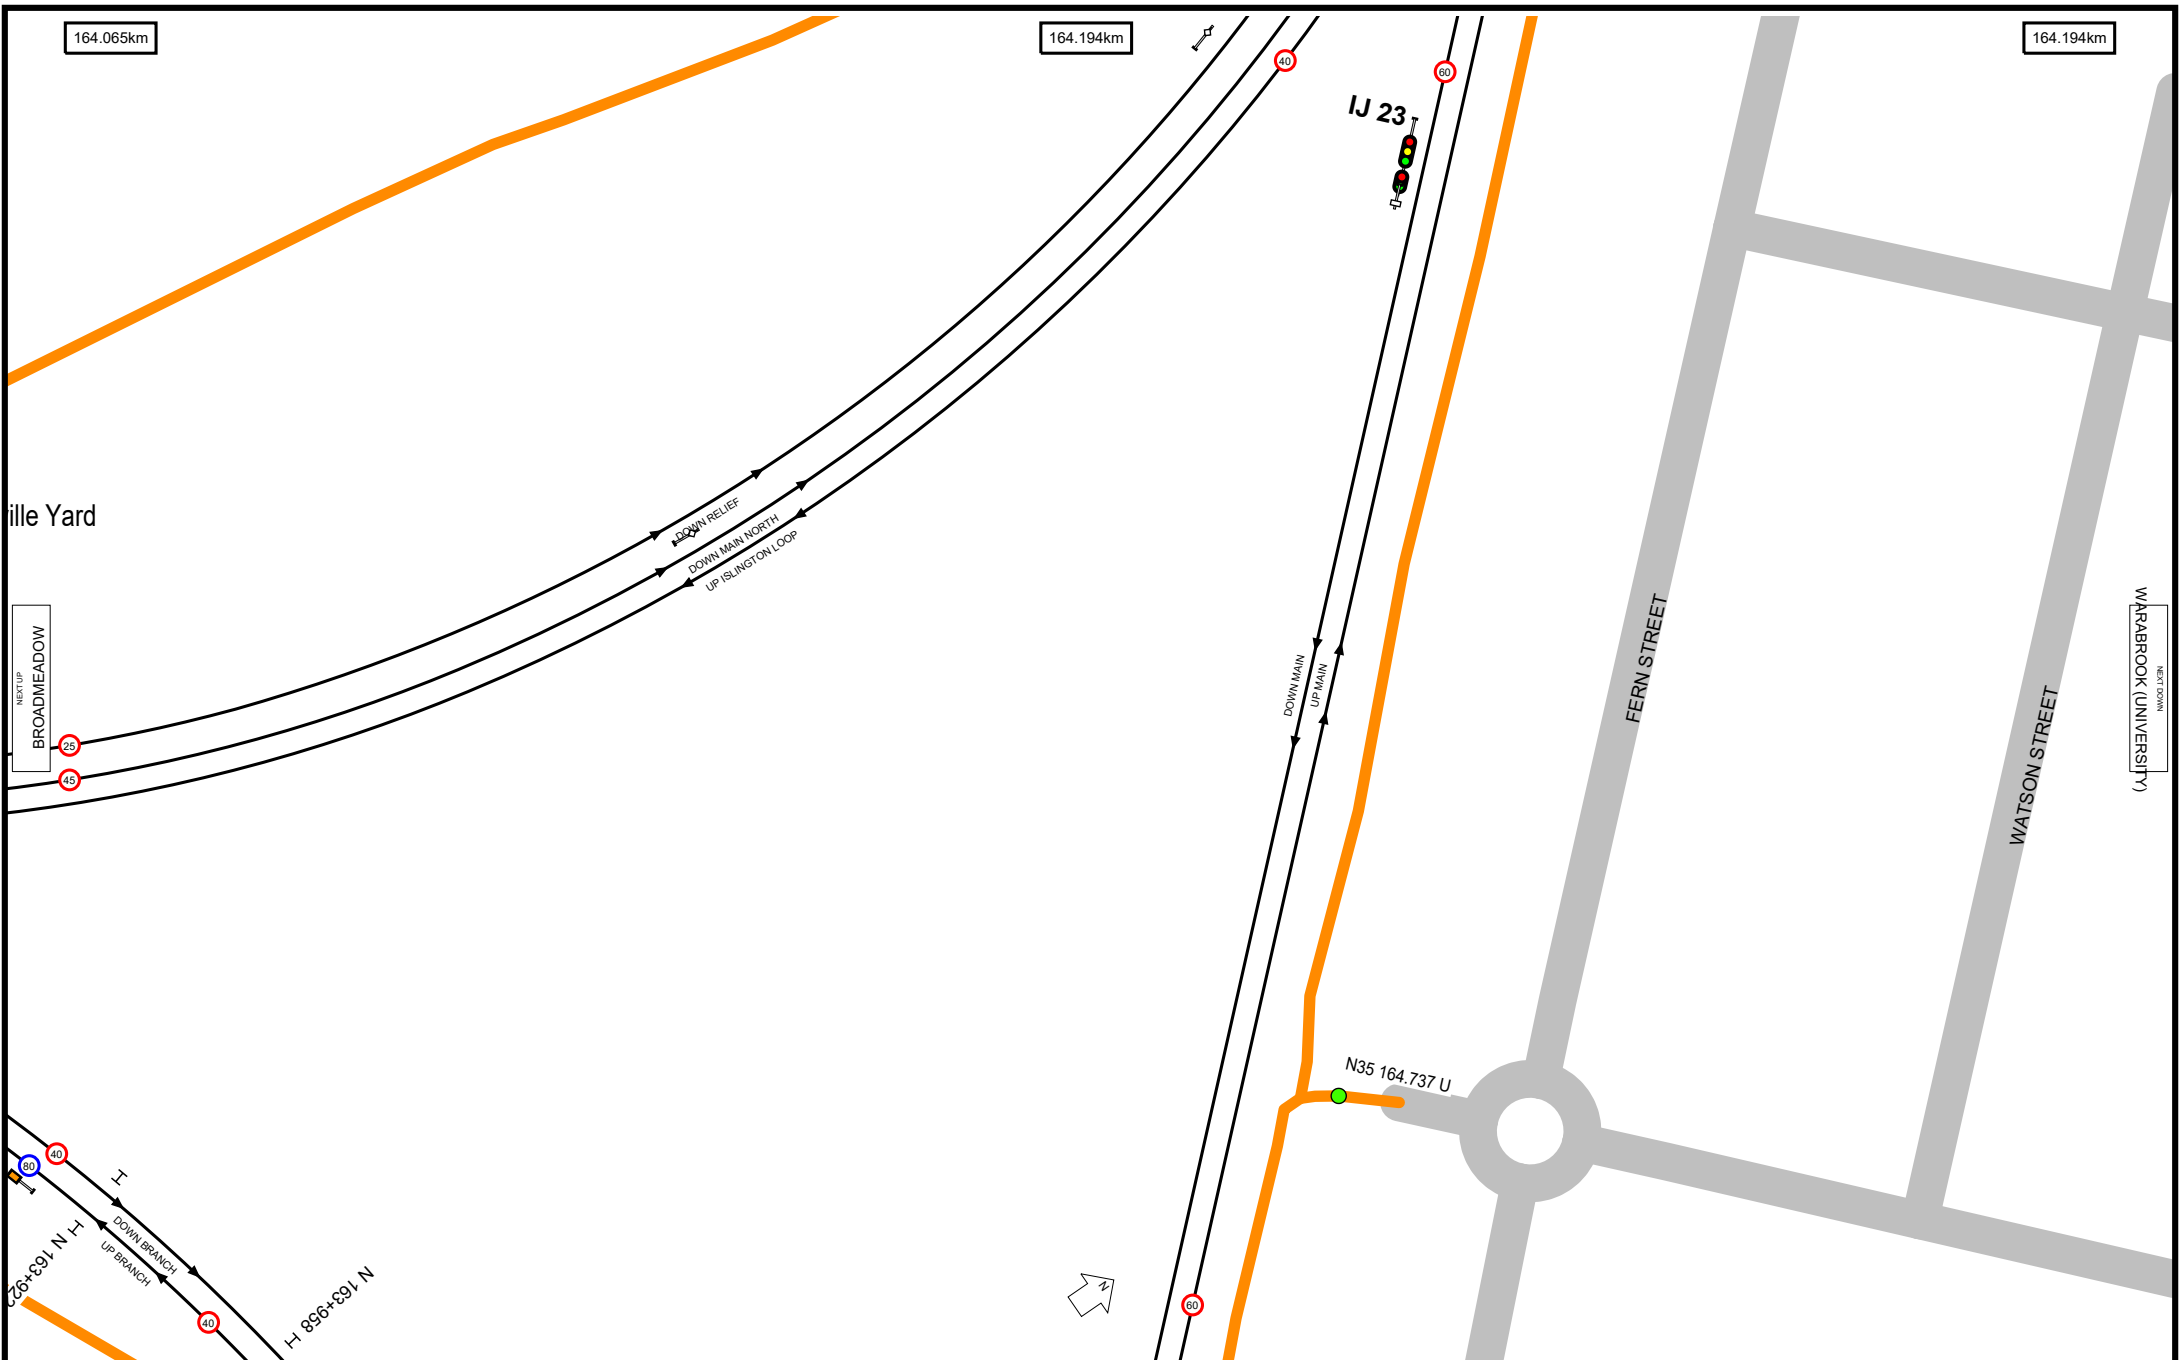 164.065km
164.194km
164.194km
40
60
IJ 23
ille Yard
DOWN RELIEF
DOWN MAIN NORTH
UP ISLINGTON LOOP
NEXT UP
BROADMEADOW
25
45
DOWN MAIN
UP MAIN
FERN STREET
WATSON STREET
NEXT DOWN
WARABROOK (UNIVERSITY)
N35 164.737 U
40
80
H
DOWN BRANCH
UP BRANCH
H N 163+92
N 163+958 H
40
N
60